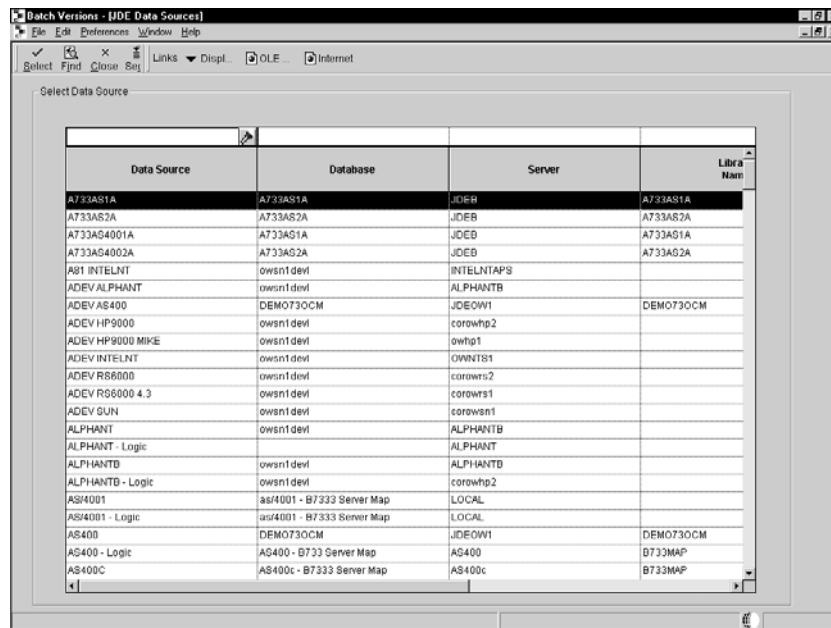 Batch Versions - [JDE Data Sources]
File Edit Preferences Window Help
Select Find Close Seq Links Displ... OLE ... Internet
Select Data Source
Data Source Database Server Libra Nam
A733AS1A A733AS1A JDEB A733AS1A
A733AS2A A733AS2A JDEB A733AS2A
A733AS4001A A733AS1A JDEB A733AS1A
A733AS4002A A733AS2A JDEB A733AS2A
A81 INTELNT owsn1devl INTELNTAPS
ADEV ALPHANT owsn1devl ALPHANTB
ADEV AS400 DEMO73OCM JDEOW1 DEMO73OCM
ADEV HP9000 owsn1devl corowhp2
ADEV HP9000 MIKE owsn1devl owhp1
ADEV INTELNT owsn1devl OWNTS1
ADEV RS6000 owsn1devl corowrs2
ADEV RS6000 4.3 owsn1devl corowrs1
ADEV SUN owsn1devl corowsn1
ALPHANT owsn1devl ALPHANTB
ALPHANT - Logic ALPHANT
ALPHANTB owsn1devl ALPHANTB
ALPHANTB - Logic owsn1devl corowhp2
AS/4001 as/4001 - B7333 Server Map LOCAL
AS/4001 - Logic as/4001 - B7333 Server Map LOCAL
AS400 DEMO73OCM JDEOW1 DEMO73OCM
AS400 - Logic AS400 - B733 Server Map AS400 B733MAP
AS400C AS400c - B7333 Server Map AS400c B733MAP